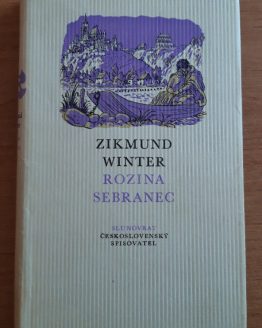 ZIKMUND
WINTER
ROZINA
SEBRANEC
SLUNOVRAT
ČESKOSLOVENSKÝ
SPISOVATEL